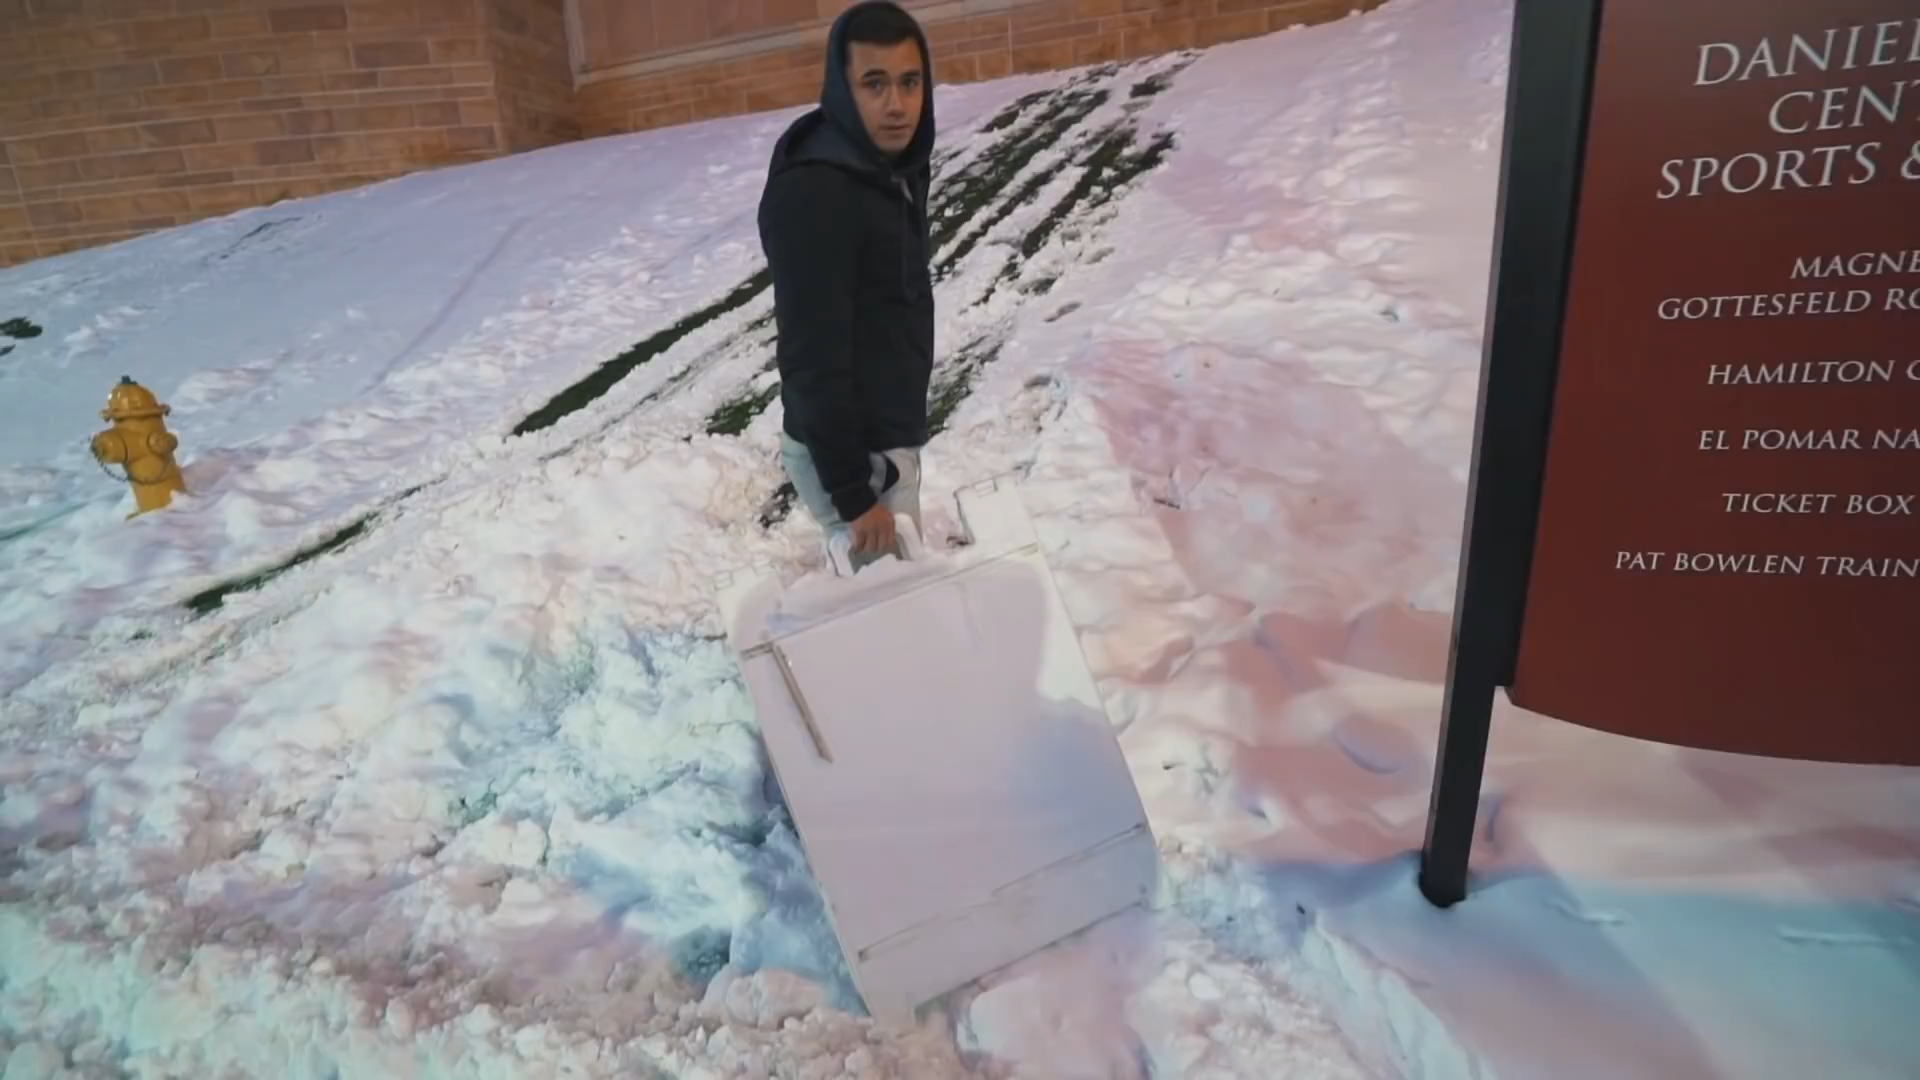 DANIEL
CENT
SPORTS &
MAGNE
GOTTESFELD RO
HAMILTON G
EL POMAR NA
TICKET BOX
PAT BOWLEN TRAIN